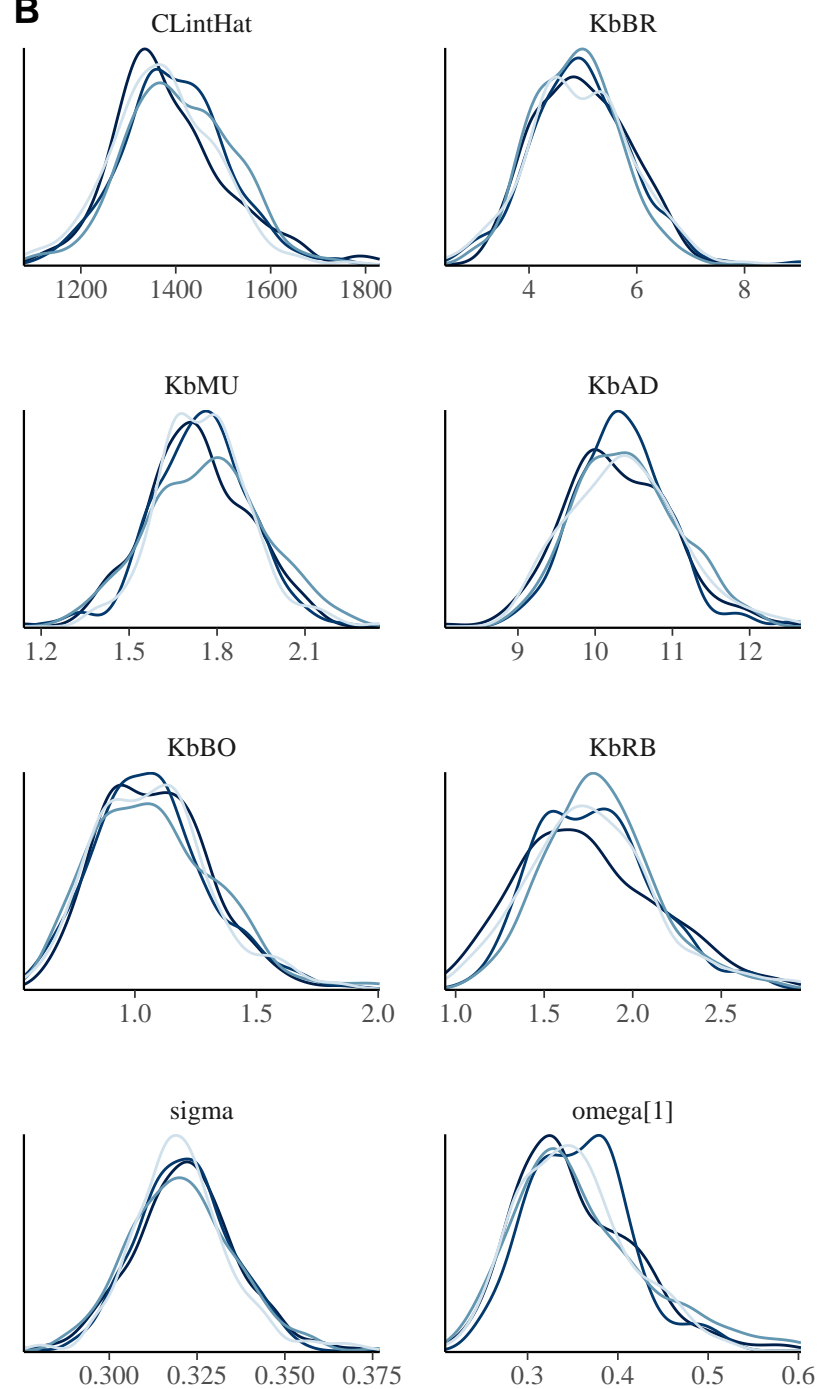 B
CLintHat KbBR
1200 1400 1600 1800 4 6 8
KbMU KbAD
1.2 1.5 1.8 2.1 9 10 11 12
KbBO KbRB
1.0 1.5 2.0 1.0 1.5 2.0 2.5
sigma omega[1]
0.300 0.325 0.350 0.375 0.3 0.4 0.5 0.6